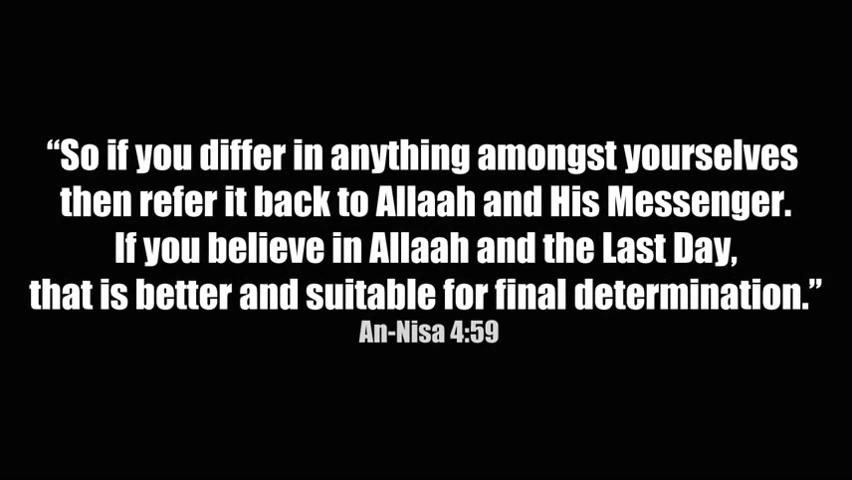 “So if you differ in anything amongst yourselves
then refer it back to Allaah and His Messenger.
If you believe in Allaah and the Last Day,
that is better and suitable for final determination.”
An-Nisa 4:59